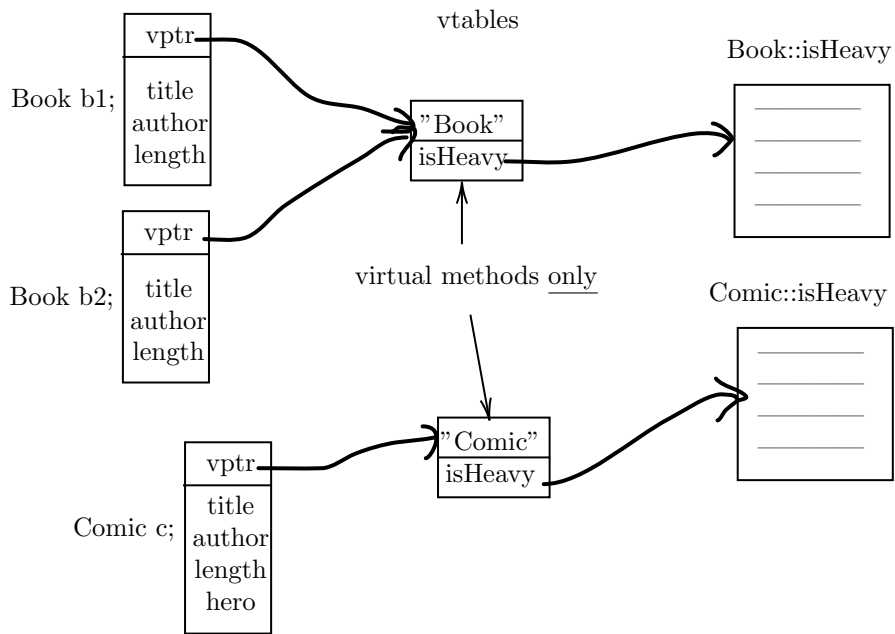 vtables
Book b1;
vptr
title
author
length
”Book”
isHeavy
Book::isHeavy
Book b2;
vptr
title
author
length
virtual methods only
Comic::isHeavy
Comic c;
vptr
title
author
length
hero
”Comic”
isHeavy